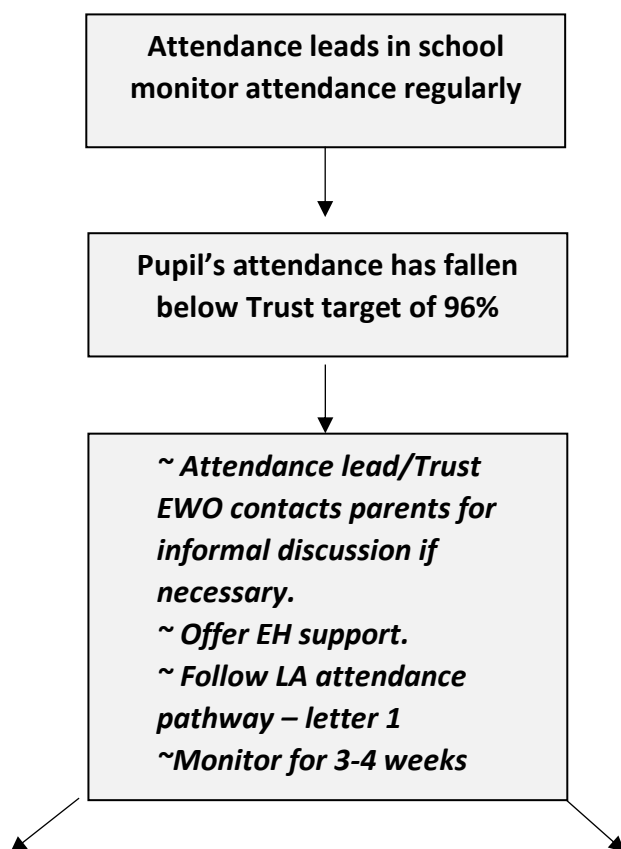 Attendance leads in school
monitor attendance regularly
Pupil’s attendance has fallen
below Trust target of 96%
~ Attendance lead/Trust
EWO contacts parents for
informal discussion if
necessary.
~ Offer EH support.
~ Follow LA attendance
pathway – letter 1
~Monitor for 3-4 weeks